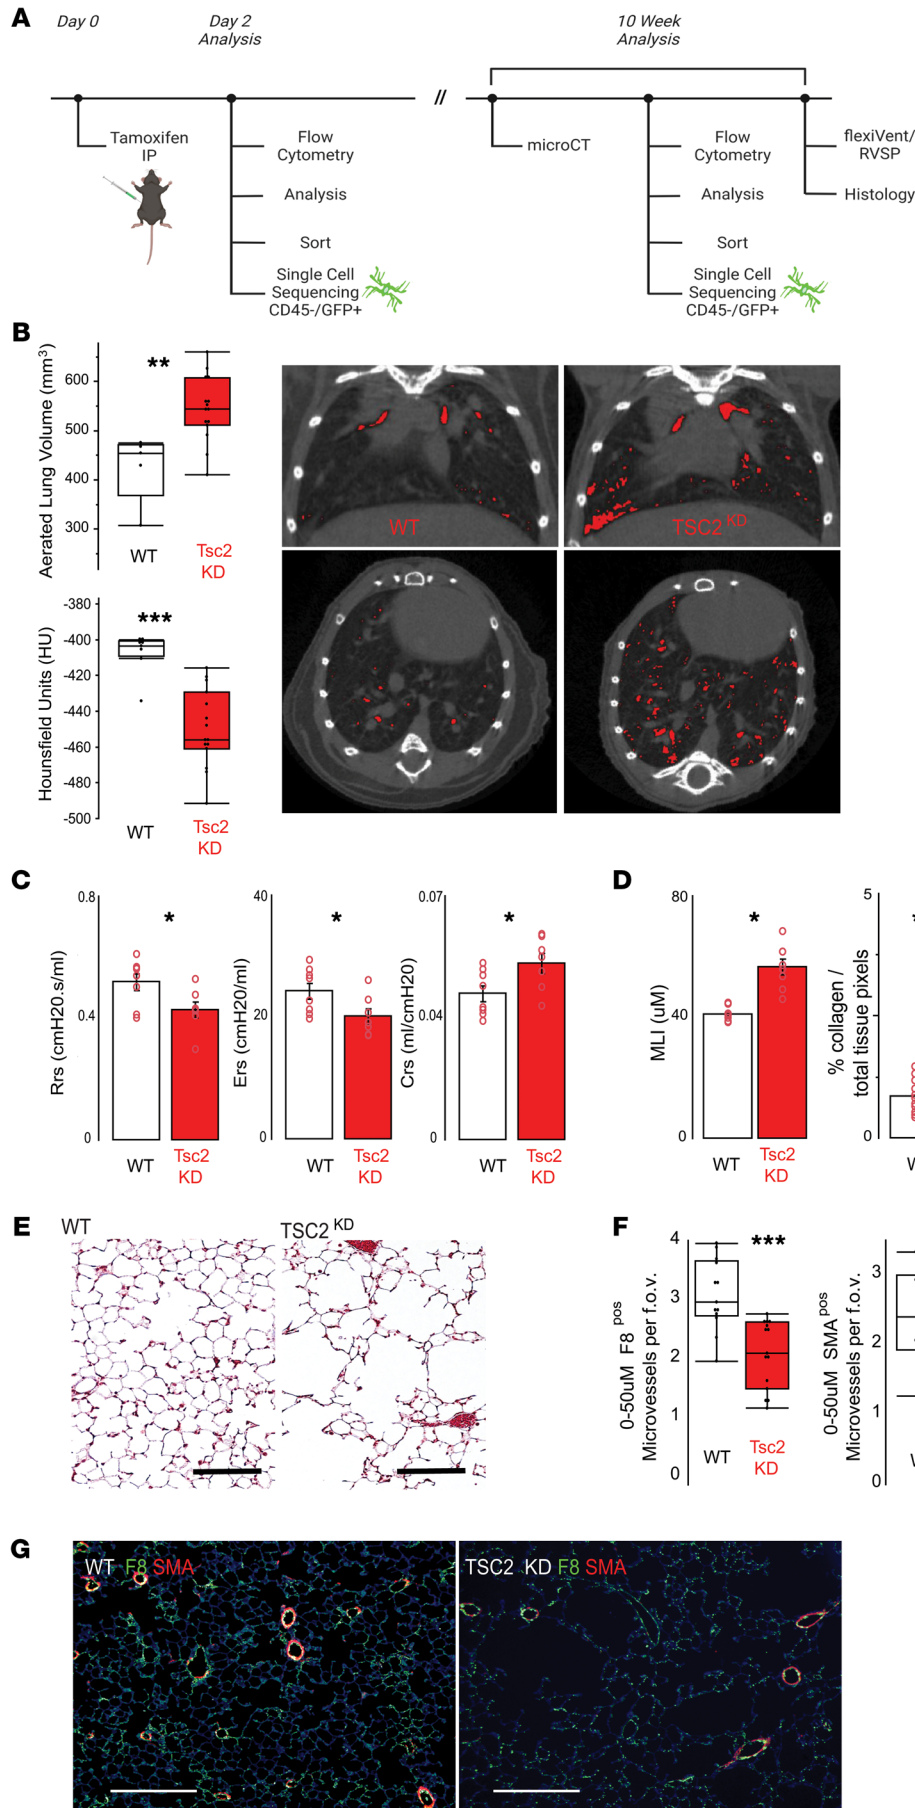 A
Day 0
Day 2
Analysis
10 Week
Analysis
//
Tamoxifen
IP
Flow
Cytometry
Analysis
Sort
Single Cell
Sequencing
CD45-/GFP+
microCT
Flow
Cytometry
Analysis
Sort
Single Cell
Sequencing
CD45-/GFP+
flexiVent/
RVSP
Histology
B
Aerated Lung Volume (mm³)
600
500
400
300
**
WT
Tsc2
KD
Hounsfield Units (HU)
-380
-400
-420
-440
-460
-480
-500
***
WT
Tsc2
KD
WT
TSC2 KD
C
Rrs (cmH20.s/ml)
0.8
0.4
0
*
WT
Tsc2
KD
Ers (cmH20/ml)
40
20
0
*
WT
Tsc2
KD
Crs (ml/cmH20)
0.07
0.04
0
*
WT
Tsc2
KD
D
MLI (uM)
80
40
0
*
WT
Tsc2
KD
% collagen /
total tissue pixels
5
0
E
WT
TSC2 KD
F
0-50uM F8 pos
Microvessels per f.o.v.
4
3
2
1
0
***
WT
Tsc2
KD
0-50uM SMA pos
Microvessels per f.o.v.
3
2
1
0
G
WT F8 SMA
TSC2 KD F8 SMA